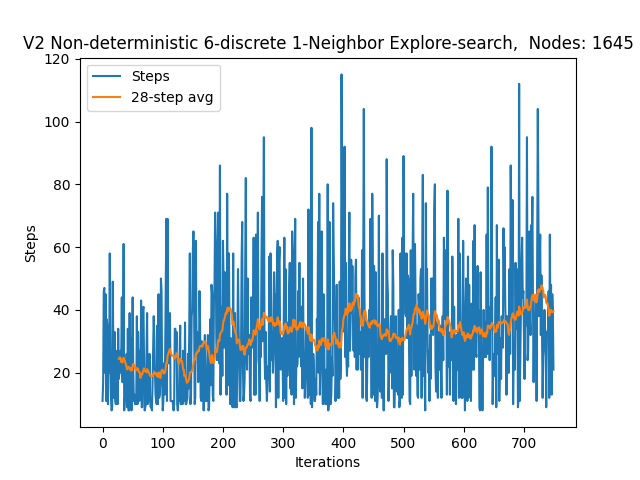 V2 Non-deterministic 6-discrete 1-Neighbor Explore-search,  Nodes: 1645
Steps
28-step avg
120
100
80
60
40
20
Steps
0 100 200 300 400 500 600 700
Iterations